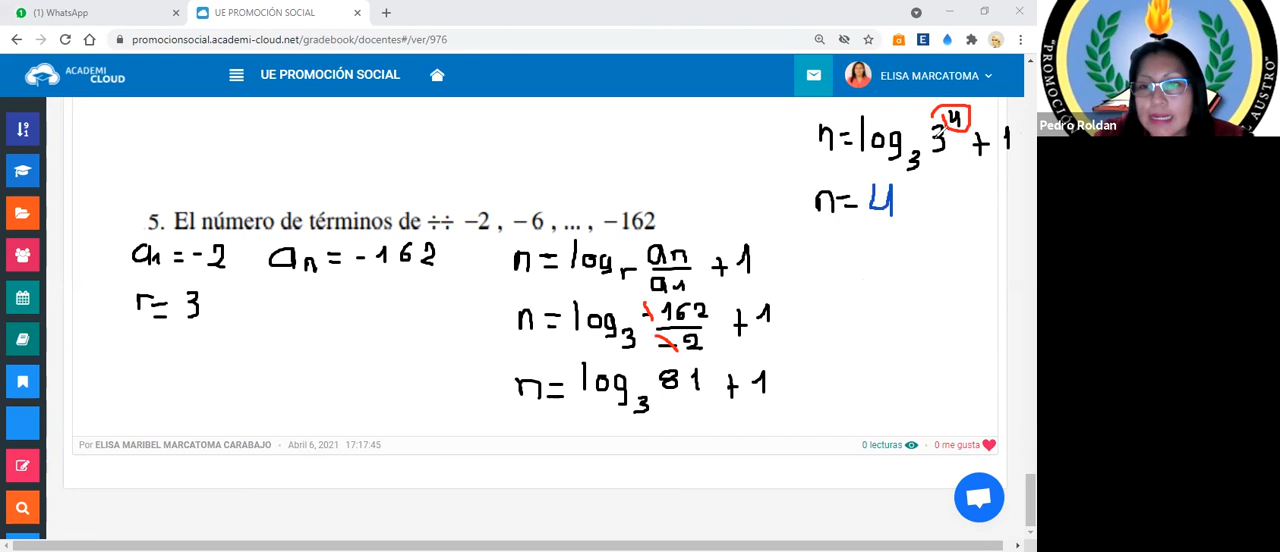 (1) WhatsApp
UE PROMOCIÓN SOCIAL
promocionsocial.academi-cloud.net/gradebook/docentes#/ver/976
ACADEMI CLOUD
UE PROMOCIÓN SOCIAL
ELISA MARCATOMA
Pedro Roldan
n = log₃ 3⁴ + 1
n = 4
5. El número de términos de ÷÷ −2 , −6 , ... , −162
a₁ = -2 aₙ = -162
r = 3
n = logᵣ aₙ/a₁ + 1
n = log₃ -162/-2 + 1
n = log₃ 81 + 1
Por ELISA MARIBEL MARCATOMA CARABAJO Abril 6, 2021 17:17:45
0 lecturas - 0 me gusta